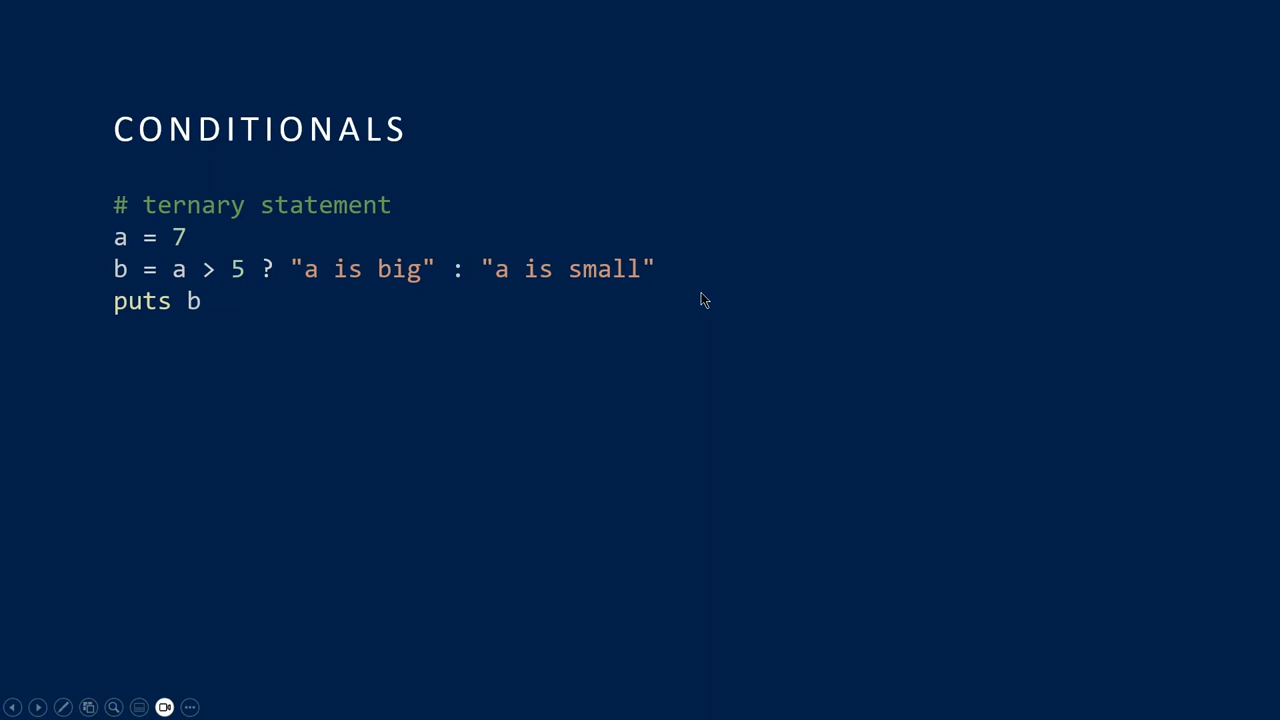 CONDITIONALS
# ternary statement
a = 7
b = a > 5 ? "a is big" : "a is small"
puts b